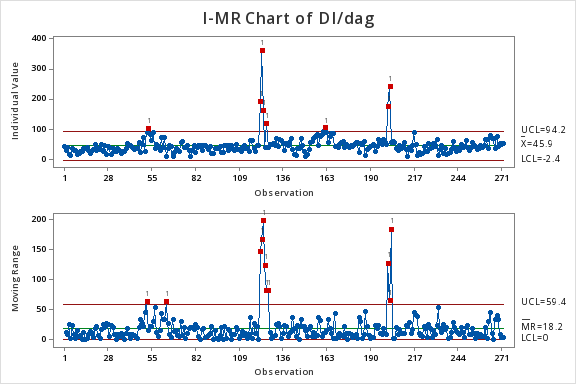 I-MR Chart of DI/dag
400
300
200
100
0
Individual Value
1
1
1
1
1
UCL=94.2
X=45.9
LCL=-2.4
1 28 55 82 109 136 163 190 217 244 271
Observation
200
150
100
50
0
Moving Range
1
1
1
1
1
1
UCL=59.4
MR=18.2
LCL=0
1 28 55 82 109 136 163 190 217 244 271
Observation